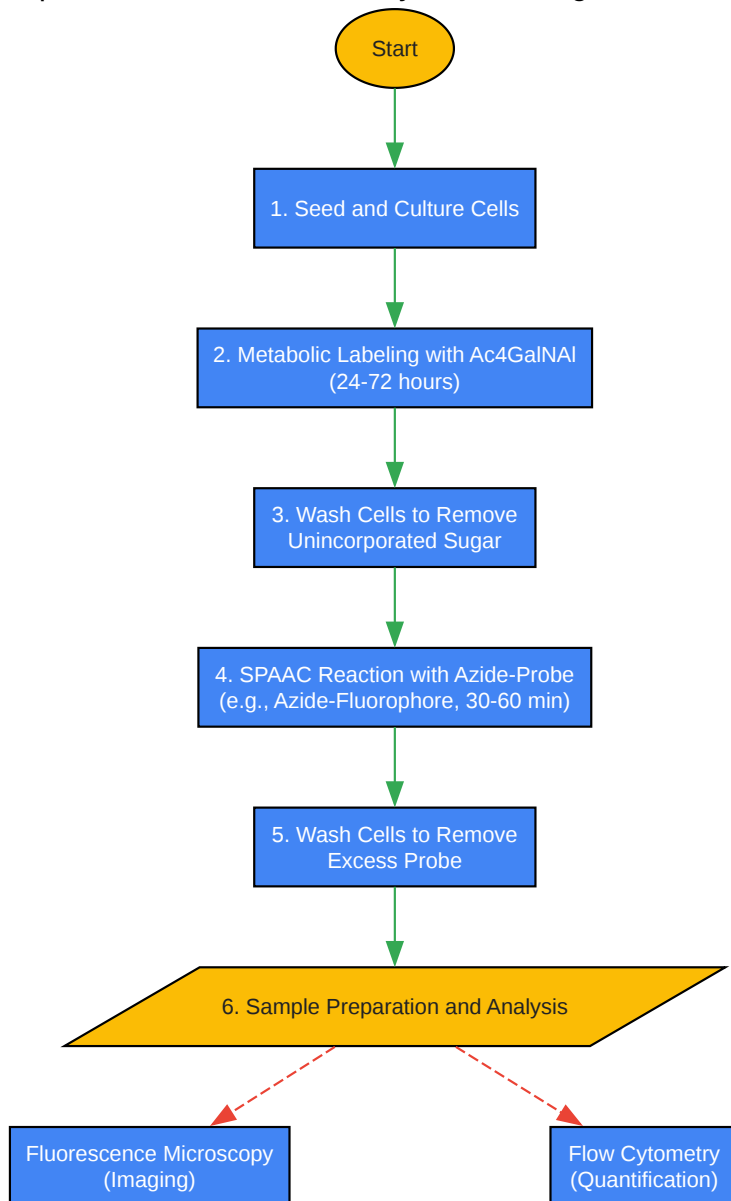 Start
1. Seed and Culture Cells
2. Metabolic Labeling with Ac4GalNAl
(24-72 hours)
3. Wash Cells to Remove
Unincorporated Sugar
4. SPAAC Reaction with Azide-Probe
(e.g., Azide-Fluorophore, 30-60 min)
5. Wash Cells to Remove
Excess Probe
6. Sample Preparation and Analysis
Fluorescence Microscopy
(Imaging)
Flow Cytometry
(Quantification)